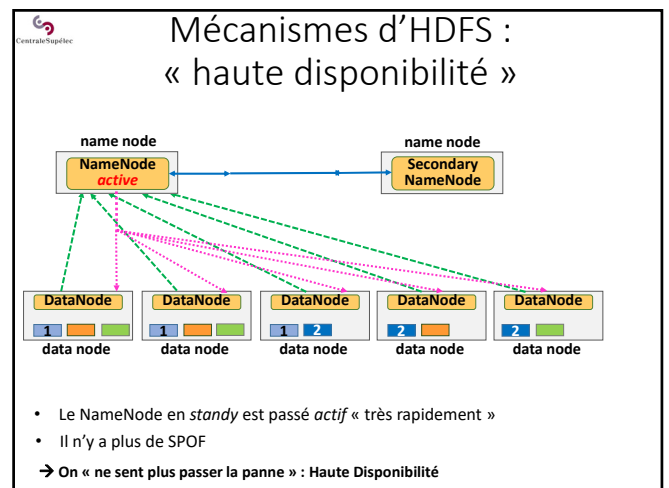 CentraleSupélec
Mécanismes d’HDFS :
« haute disponibilité »
name node
name node
NameNode
active
Secondary
NameNode
DataNode
DataNode
DataNode
DataNode
DataNode
1
1
1 2
2
2
data node
data node
data node
data node
data node
• Le NameNode en standy est passé actif « très rapidement »
• Il n’y a plus de SPOF
→ On « ne sent plus passer la panne » : Haute Disponibilité